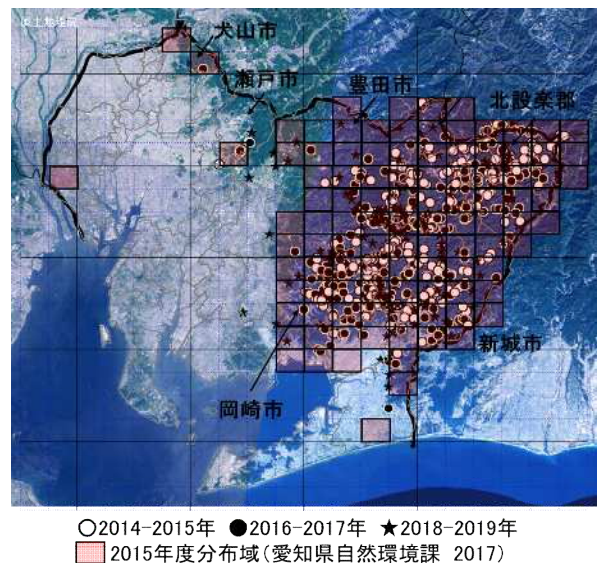 ©国土地理院
犬山市
瀬戸市
豊田市
北設楽郡
新城市
岡崎市
○2014-2015年 ●2016-2017年 ★2018-2019年
2015年度分布域(愛知県自然環境課 2017)